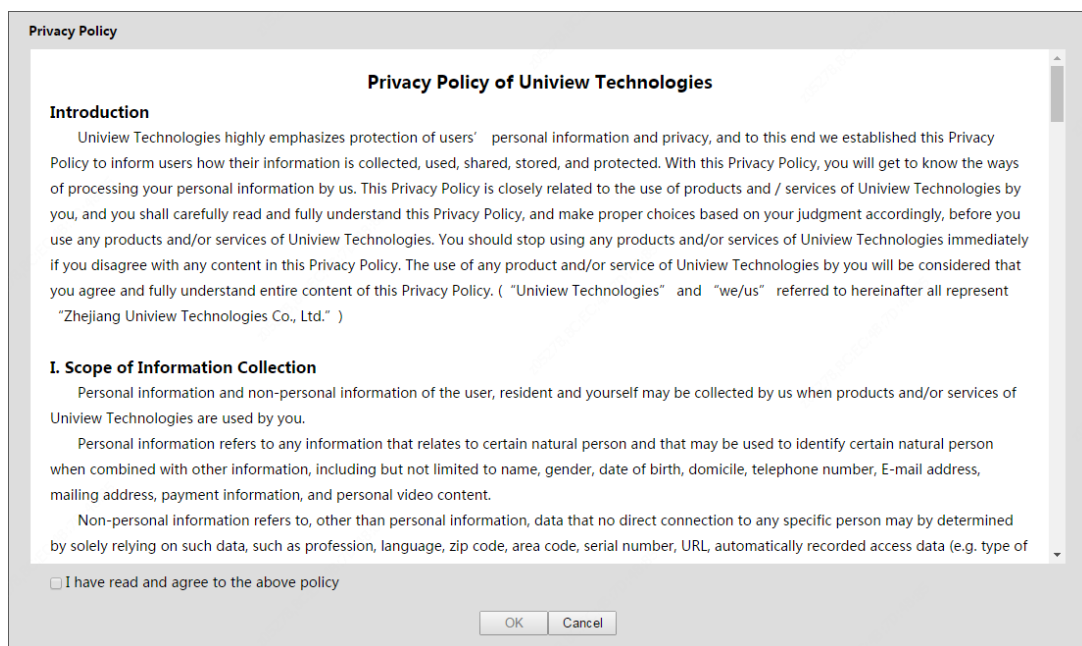 Privacy Policy
Privacy Policy of Uniview Technologies
Introduction
Uniview Technologies highly emphasizes protection of users' personal information and privacy, and to this end we established this Privacy
Policy to inform users how their information is collected, used, shared, stored, and protected. With this Privacy Policy, you will get to know the ways
of processing your personal information by us. This Privacy Policy is closely related to the use of products and / services of Uniview Technologies by
you, and you shall carefully read and fully understand this Privacy Policy, and make proper choices based on your judgment accordingly, before you
use any products and/or services of Uniview Technologies. You should stop using any products and/or services of Uniview Technologies immediately
if you disagree with any content in this Privacy Policy. The use of any product and/or service of Uniview Technologies by you will be considered that
you agree and fully understand entire content of this Privacy Policy. ( “Uniview Technologies” and “we/us” referred to hereinafter all represent
“Zhejiang Uniview Technologies Co., Ltd.” )
I. Scope of Information Collection
Personal information and non-personal information of the user, resident and yourself may be collected by us when products and/or services of
Uniview Technologies are used by you.
Personal information refers to any information that relates to certain natural person and that may be used to identify certain natural person
when combined with other information, including but not limited to name, gender, date of birth, domicile, telephone number, E-mail address,
mailing address, payment information, and personal video content.
Non-personal information refers to, other than personal information, data that no direct connection to any specific person may by determined
by solely relying on such data, such as profession, language, zip code, area code, serial number, URL, automatically recorded access data (e.g. type of
I have read and agree to the above policy
OK Cancel